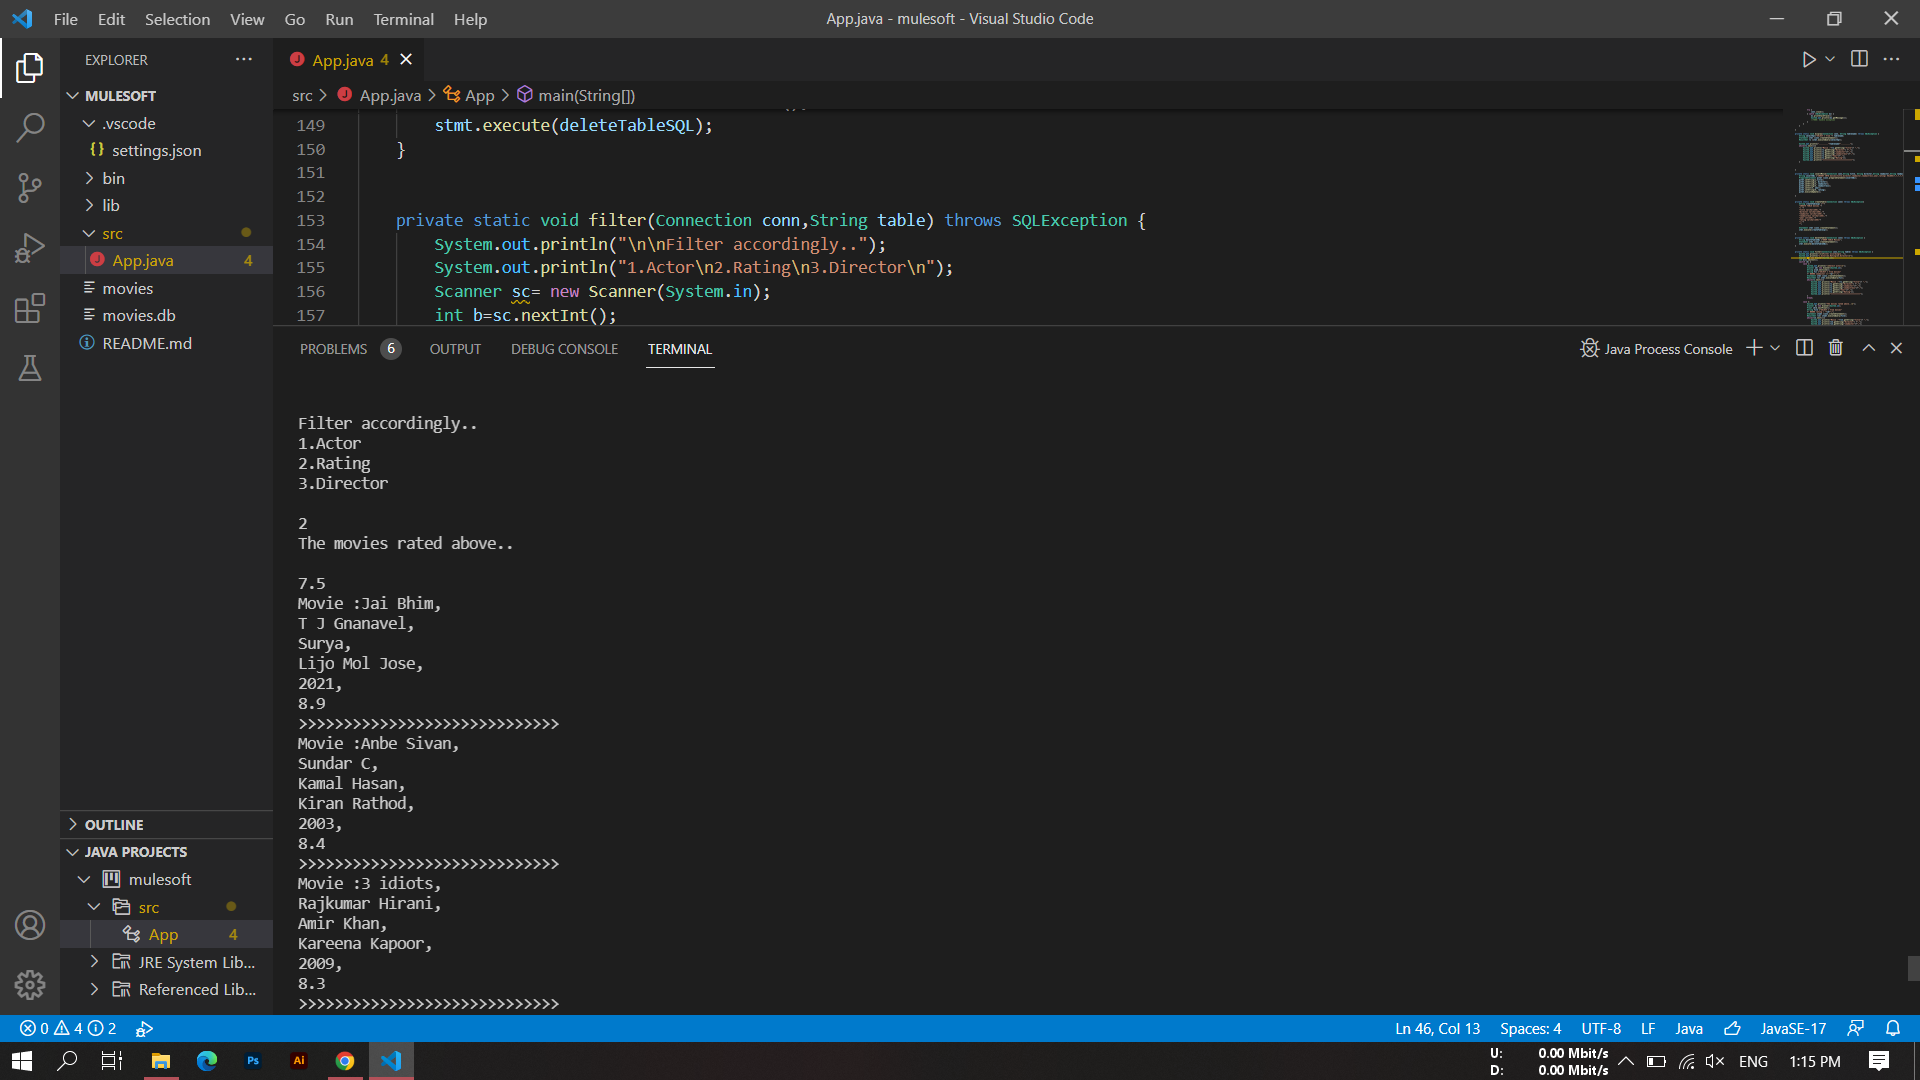 File Edit Selection View Go Run Terminal Help
App.java - mulesoft - Visual Studio Code
EXPLORER
MULESOFT
.vscode
settings.json
bin
lib
src
App.java 4
movies
movies.db
README.md
OUTLINE
JAVA PROJECTS
mulesoft
src
App 4
JRE System Lib...
Referenced Lib...
App.java 4
src > App.java > App > main(String[])
149 stmt.execute(deleteTableSQL);
150 }
151
152
153 private static void filter(Connection conn,String table) throws SQLException {
154 System.out.println("\n\nFilter accordingly..");
155 System.out.println("1.Actor\n2.Rating\n3.Director\n");
156 Scanner sc= new Scanner(System.in);
157 int b=sc.nextInt();
PROBLEMS 6 OUTPUT DEBUG CONSOLE TERMINAL
Java Process Console
Filter accordingly..
1.Actor
2.Rating
3.Director
2
The movies rated above..
7.5
Movie :Jai Bhim,
T J Gnanavel,
Surya,
Lijo Mol Jose,
2021,
8.9
>>>>>>>>>>>>>>>>>>>>>>>>>>>>>
Movie :Anbe Sivan,
Sundar C,
Kamal Hasan,
Kiran Rathod,
2003,
8.4
>>>>>>>>>>>>>>>>>>>>>>>>>>>>>
Movie :3 idiots,
Rajkumar Hirani,
Amir Khan,
Kareena Kapoor,
2009,
8.3
>>>>>>>>>>>>>>>>>>>>>>>>>>>>>
0 4 2
Ln 46, Col 13 Spaces: 4 UTF-8 LF Java JavaSE-17
Ps Ai
U: 0.00 Mbit/s
D: 0.00 Mbit/s
ENG 1:15 PM